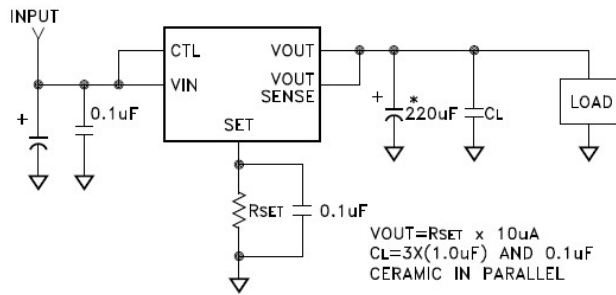 INPUT
CTL
VOUT
VIN
VOUT
SENSE
SET
+
0.1uF
+
*
220uF
CL
LOAD
RSET
0.1uF
VOUT=RSET x 10uA
CL=3X(1.0uF) AND 0.1uF
CERAMIC IN PARALLEL